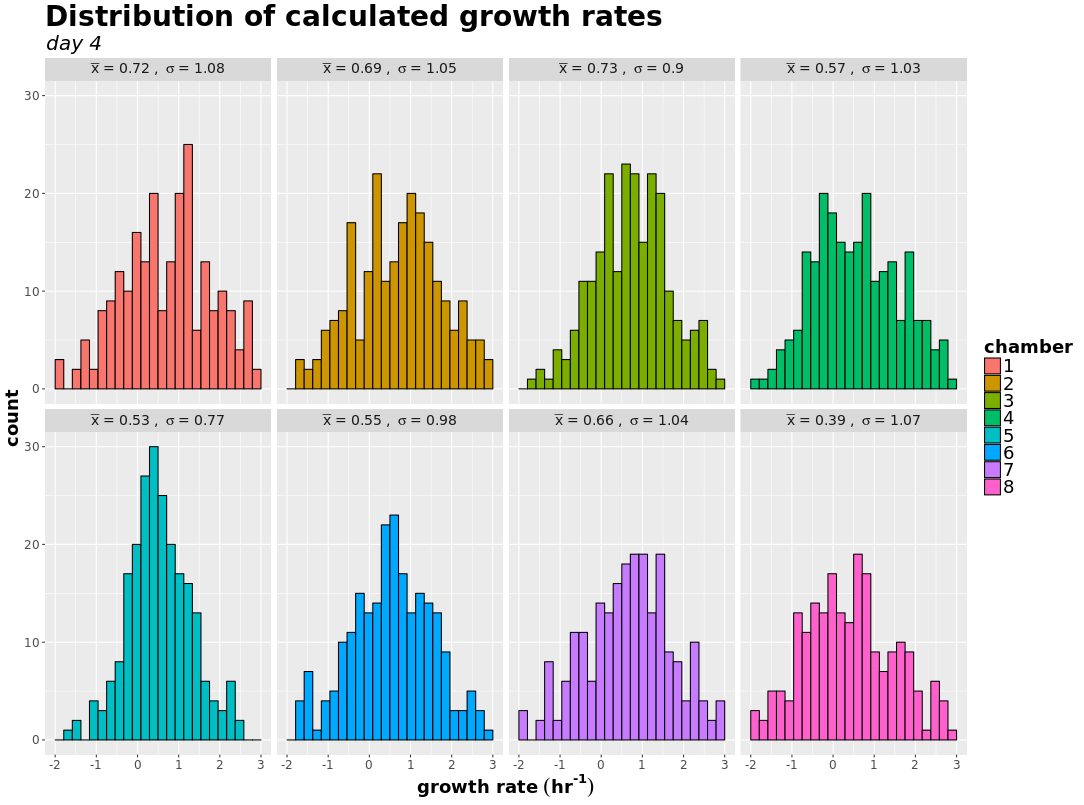 Distribution of calculated growth rates
day 4
x̅ = 0.72 , σ = 1.08
x̅ = 0.69 , σ = 1.05
x̅ = 0.73 , σ = 0.9
x̅ = 0.57 , σ = 1.03
30
20
10
0
x̅ = 0.53 , σ = 0.77
x̅ = 0.55 , σ = 0.98
x̅ = 0.66 , σ = 1.04
x̅ = 0.39 , σ = 1.07
30
20
10
0
count
-2 -1 0 1 2 3
-2 -1 0 1 2 3
-2 -1 0 1 2 3
-2 -1 0 1 2 3
growth rate (hr⁻¹)
chamber
1
2
3
4
5
6
7
8